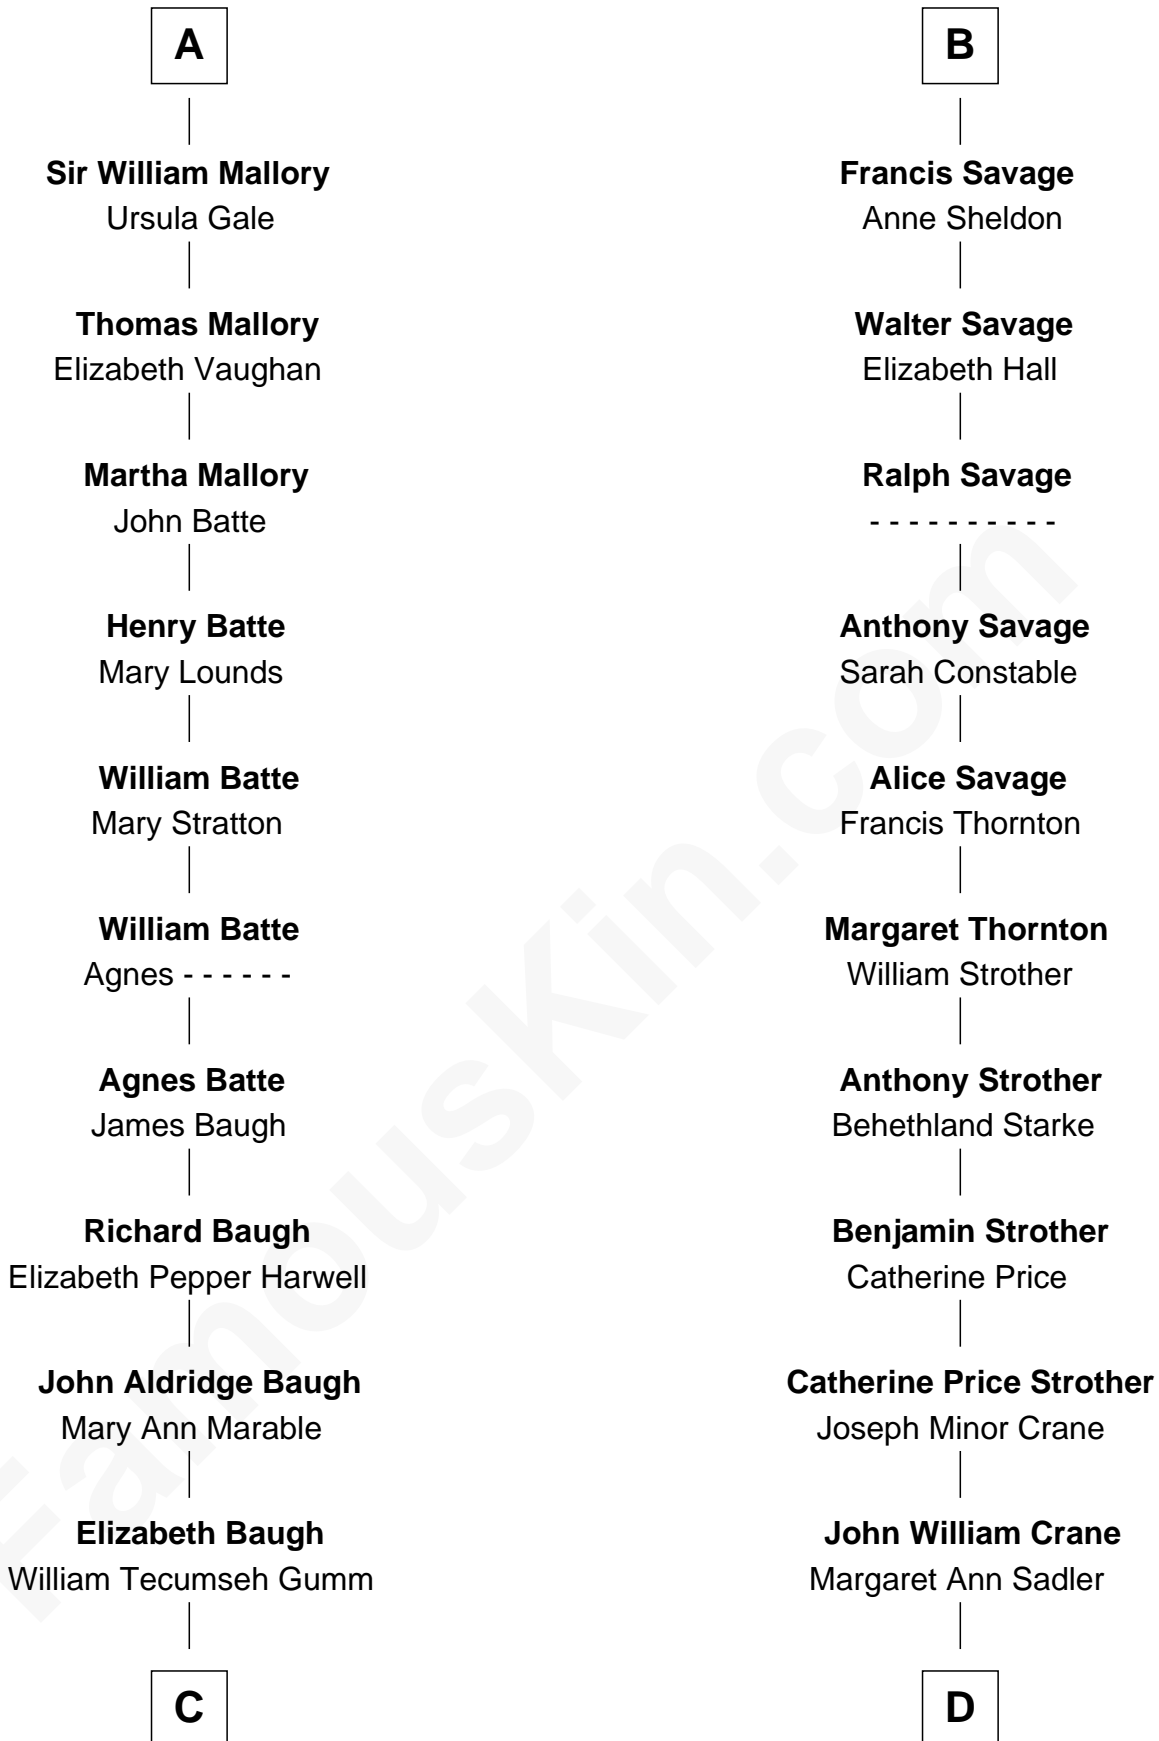 A
Sir William Mallory
Ursula Gale
Thomas Mallory
Elizabeth Vaughan
Martha Mallory
John Batte
Henry Batte
Mary Lounds
William Batte
Mary Stratton
William Batte
Agnes - - - - - -
Agnes Batte
James Baugh
Richard Baugh
Elizabeth Pepper Harwell
John Aldridge Baugh
Mary Ann Marable
Elizabeth Baugh
William Tecumseh Gumm
C
B
Francis Savage
Anne Sheldon
Walter Savage
Elizabeth Hall
Ralph Savage
- - - - - - - - - -
Anthony Savage
Sarah Constable
Alice Savage
Francis Thornton
Margaret Thornton
William Strother
Anthony Strother
Behethland Starke
Benjamin Strother
Catherine Price
Catherine Price Strother
Joseph Minor Crane
John William Crane
Margaret Ann Sadler
D
FamousKin.com